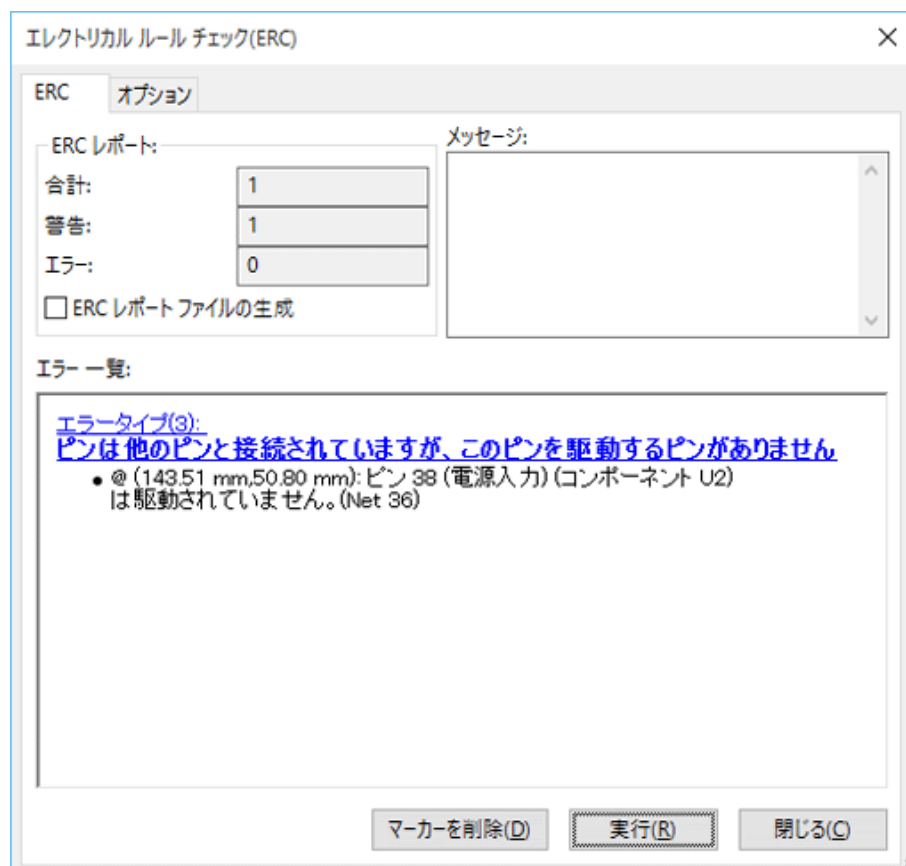 エレクトリカル ルール チェック(ERC)
ERC
オプション
ERC レポート:
合計:
1
警告:
1
エラー:
0
ERC レポート ファイルの生成
メッセージ:
エラー 一覧:
エラータイプ(3):
ピンは他のピンと接続されていますが、このピンを駆動するピンがありません
• @ (143.51 mm,50.80 mm): ピン 38 (電源入力) (コンポーネント U2)
は駆動されていません。(Net 36)
マーカーを削除(D)
実行(R)
閉じる(C)